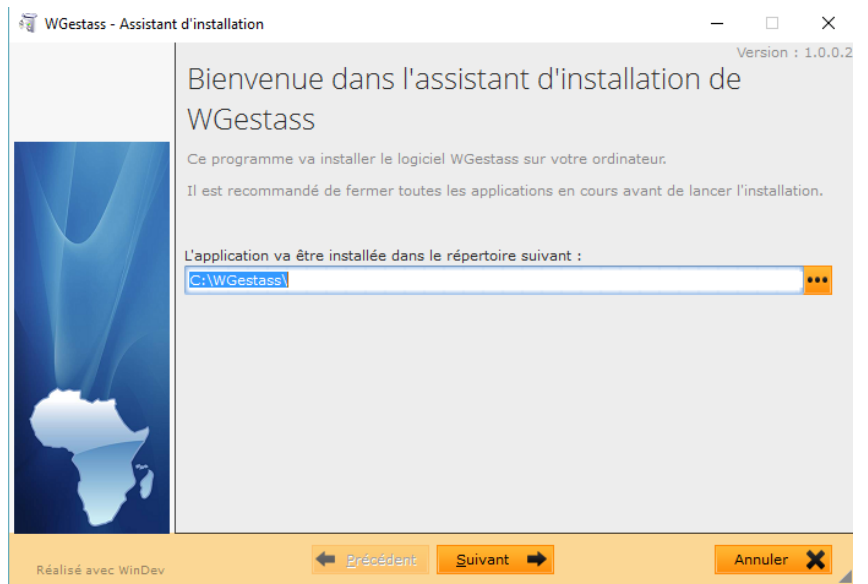 WGestass - Assistant d'installation
Version : 1.0.0.2
Bienvenue dans l'assistant d'installation de
WGestass
Ce programme va installer le logiciel WGestass sur votre ordinateur.
Il est recommandé de fermer toutes les applications en cours avant de lancer l'installation.
L'application va être installée dans le répertoire suivant :
C:\WGestass\
Réalisé avec WinDev
Précédent
Suivant
Annuler